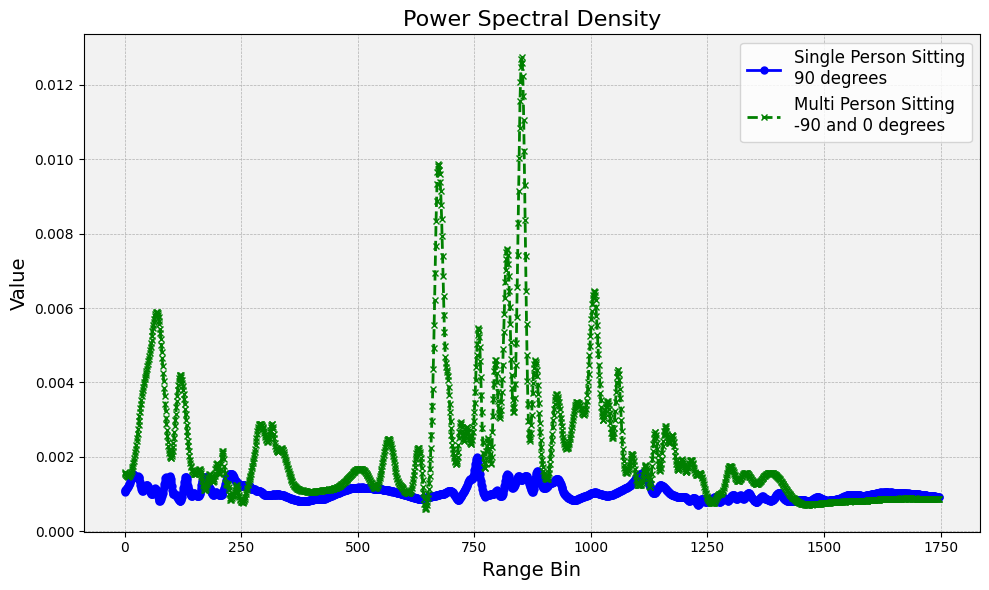 Power Spectral Density
Single Person Sitting
90 degrees
Multi Person Sitting
-90 and 0 degrees
Value
0.012
0.010
0.008
0.006
0.004
0.002
0.000
0 250 500 750 1000 1250 1500 1750
Range Bin